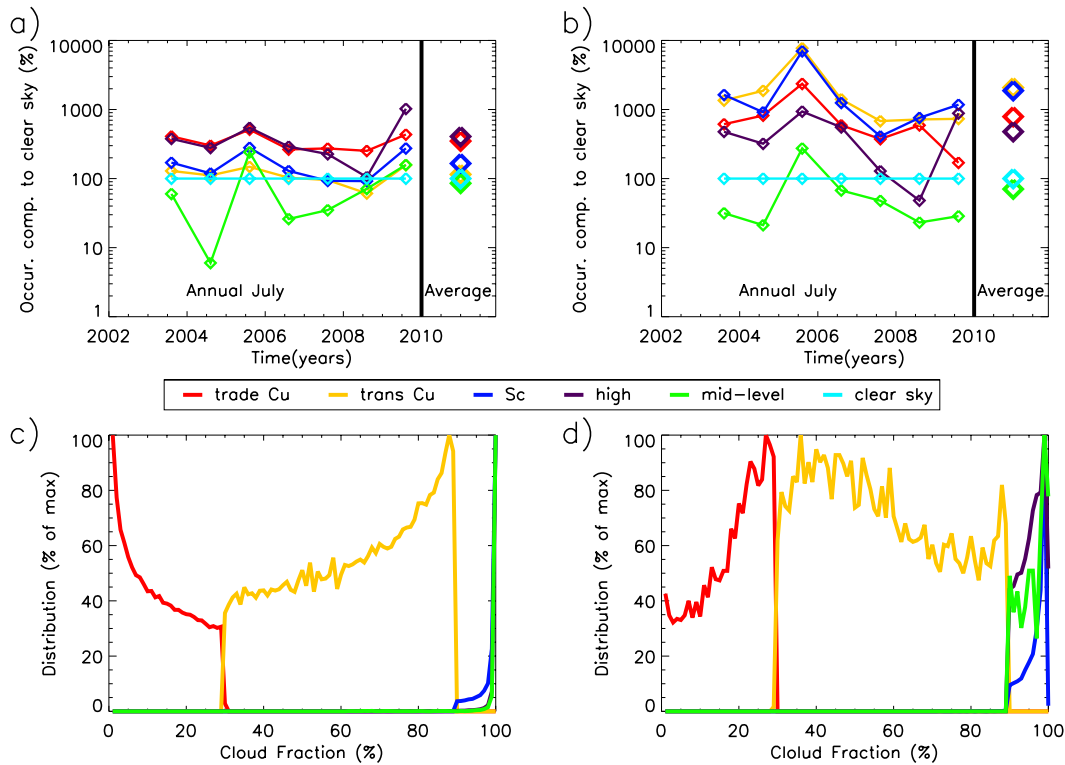 a)
Occur. comp. to clear sky (%)
10000
1000
100
10
1
Annual July
Average
2002 2004 2006 2008 2010
Time(years)
b)
Occur. comp. to clear sky (%)
10000
1000
100
10
1
Annual July
Average
2002 2004 2006 2008 2010
Time(years)
trade Cu trans Cu Sc high mid-level clear sky
c)
Distribution (% of max)
100
80
60
40
20
0
0 20 40 60 80 100
Cloud Fraction (%)
d)
Distribution (% of max)
100
80
60
40
20
0
0 20 40 60 80 100
Clolud Fraction (%)